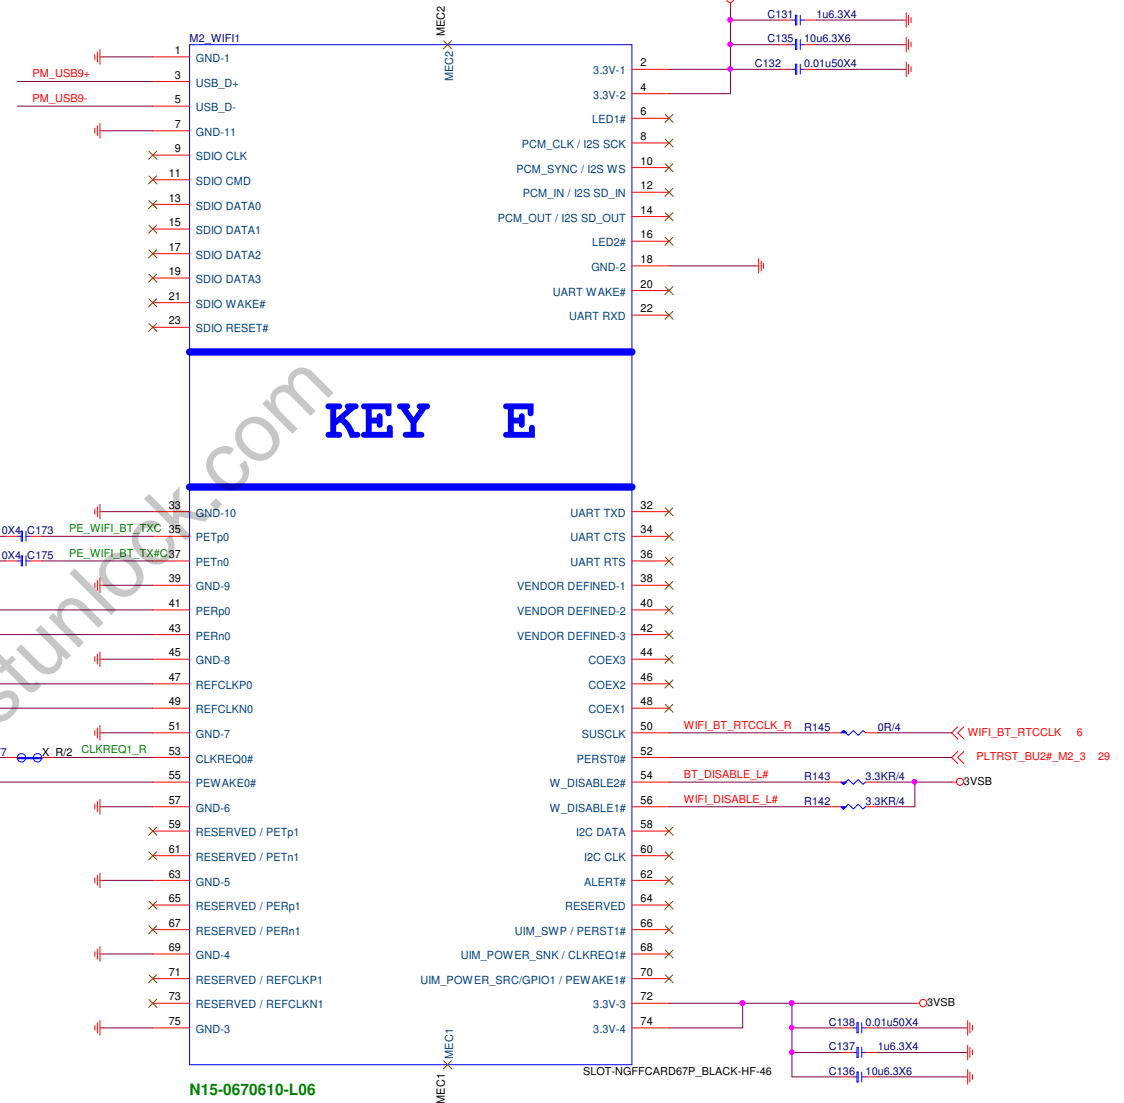 MEC2
C131 1u6.3X4
M2_WIFI1
C135 10u6.3X6
1 GND-1 MEC2
C132 0.01u50X4
PM_USB9+ 3 USB_D+ 3.3V-1 2
PM_USB9- 5 USB_D- 3.3V-2 4
7 GND-11 LED1# 6
9 SDIO CLK PCM_CLK / I2S SCK 8
11 SDIO CMD PCM_SYNC / I2S WS 10
13 SDIO DATA0 PCM_IN / I2S SD_IN 12
15 SDIO DATA1 PCM_OUT / I2S SD_OUT 14
17 SDIO DATA2 LED2# 16
19 SDIO DATA3 GND-2 18
21 SDIO WAKE# UART WAKE# 20
23 SDIO RESET# UART RXD 22
KEY E
33 GND-10 UART TXD 32
0X4 C173 PE_WIFI_BT_TXC 35 PETp0 UART CTS 34
0X4 C175 PE_WIFI_BT_TX#C 37 PETn0 UART RTS 36
39 GND-9 VENDOR DEFINED-1 38
41 PERp0 VENDOR DEFINED-2 40
43 PERn0 VENDOR DEFINED-3 42
45 GND-8 COEX3 44
47 REFCLKP0 COEX2 46
49 REFCLKN0 COEX1 48
51 GND-7 SUSCLK 50 WIFI_BT_RTCCLK_R R145 0R/4 WIFI_BT_RTCCLK 6
7 X_R/2 CLKREQ1_R 53 CLKREQ0# PERST0# 52 PLTRST_BU2#_M2_3 29
55 PEWAKE0# W_DISABLE2# 54 BT_DISABLE_L# R143 3.3KR/4 3VSB
57 GND-6 W_DISABLE1# 56 WIFI_DISABLE_L# R142 3.3KR/4
59 RESERVED / PETp1 I2C DATA 58
61 RESERVED / PETn1 I2C CLK 60
63 GND-5 ALERT# 62
65 RESERVED / PERp1 RESERVED 64
67 RESERVED / PERn1 UIM_SWP / PERST1# 66
69 GND-4 UIM_POWER_SNK / CLKREQ1# 68
71 RESERVED / REFCLKP1 UIM_POWER_SRC/GPIO1 / PEWAKE1# 70
73 RESERVED / REFCLKN1 3.3V-3 72 3VSB
75 GND-3 3.3V-4 74 C138 0.01u50X4
MEC1 C137 1u6.3X4
SLOT-NGFFCARD67P_BLACK-HF-46 C136 10u6.3X6
N15-0670610-L06 MEC1
stunlock.com